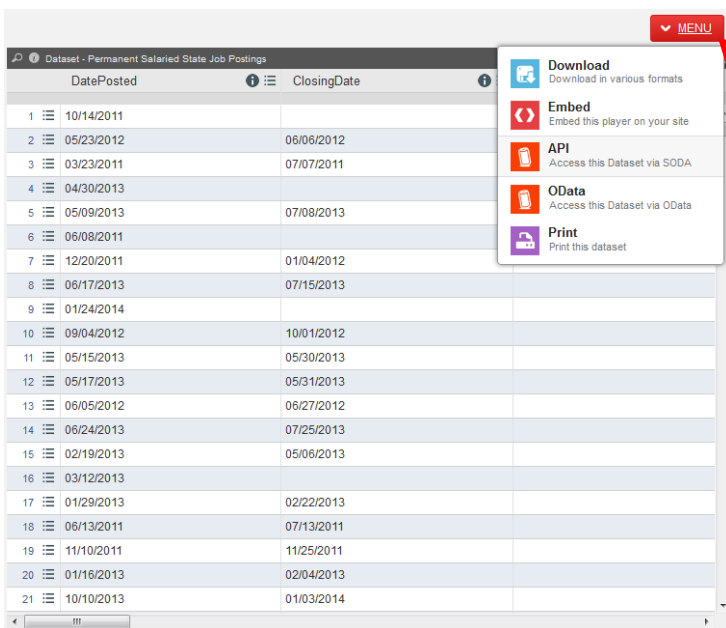 MENU
Dataset - Permanent Salaried State Job Postings
DatePosted ClosingDate
Download
Download in various formats
Embed
Embed this player on your site
API
Access this Dataset via SODA
OData
Access this Dataset via OData
Print
Print this dataset
1 10/14/2011
2 05/23/2012 06/06/2012
3 03/23/2011 07/07/2011
4 04/30/2013
5 05/09/2013 07/08/2013
6 06/08/2011
7 12/20/2011 01/04/2012
8 06/17/2013 07/15/2013
9 01/24/2014
10 09/04/2012 10/01/2012
11 05/15/2013 05/30/2013
12 05/17/2013 05/31/2013
13 06/05/2012 06/27/2012
14 06/24/2013 07/25/2013
15 02/19/2013 05/06/2013
16 03/12/2013
17 01/29/2013 02/22/2013
18 06/13/2011 07/13/2011
19 11/10/2011 11/25/2011
20 01/16/2013 02/04/2013
21 10/10/2013 01/03/2014